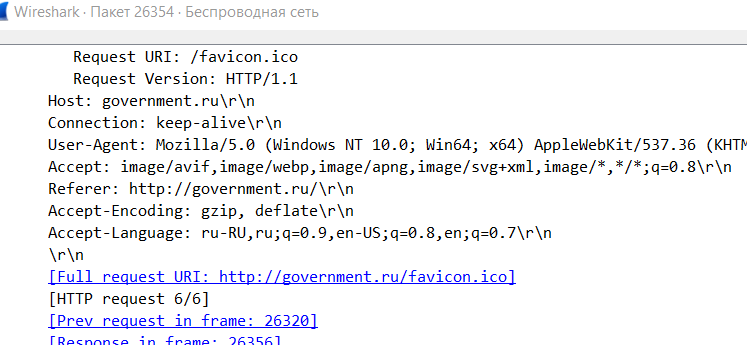 Wireshark · Пакет 26354 · Беспроводная сеть
Request URI: /favicon.ico
Request Version: HTTP/1.1
Host: government.ru\r\n
Connection: keep-alive\r\n
User-Agent: Mozilla/5.0 (Windows NT 10.0; Win64; x64) AppleWebKit/537.36 (KHTM
Accept: image/avif,image/webp,image/apng,image/svg+xml,image/*,*/*;q=0.8\r\n
Referer: http://government.ru/\r\n
Accept-Encoding: gzip, deflate\r\n
Accept-Language: ru-RU,ru;q=0.9,en-US;q=0.8,en;q=0.7\r\n
\r\n
[Full request URI: http://government.ru/favicon.ico]
[HTTP request 6/6]
[Prev request in frame: 26320]
[Response in frame: 26356]